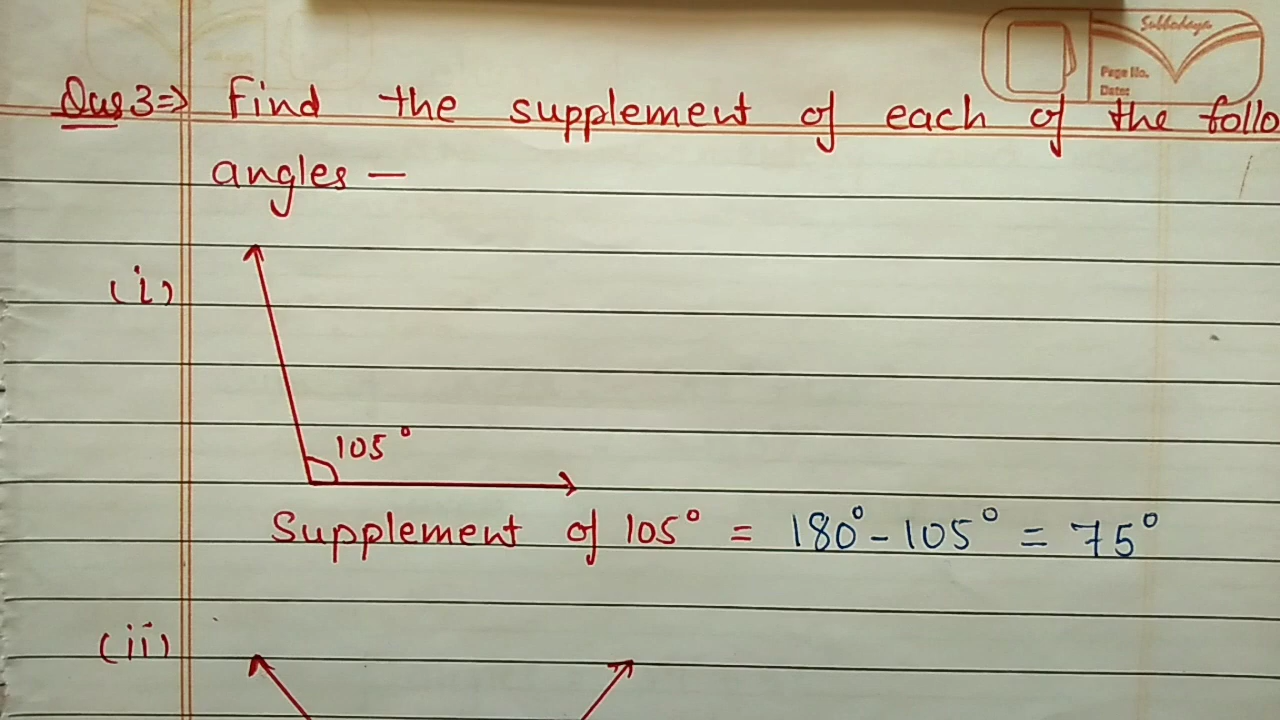 Subhodaya
Page No.
Date:
Ques 3=> Find the supplement of each of the follo
angles —
(i)
105°
Supplement of 105° = 180° - 105° = 75°
(ii)